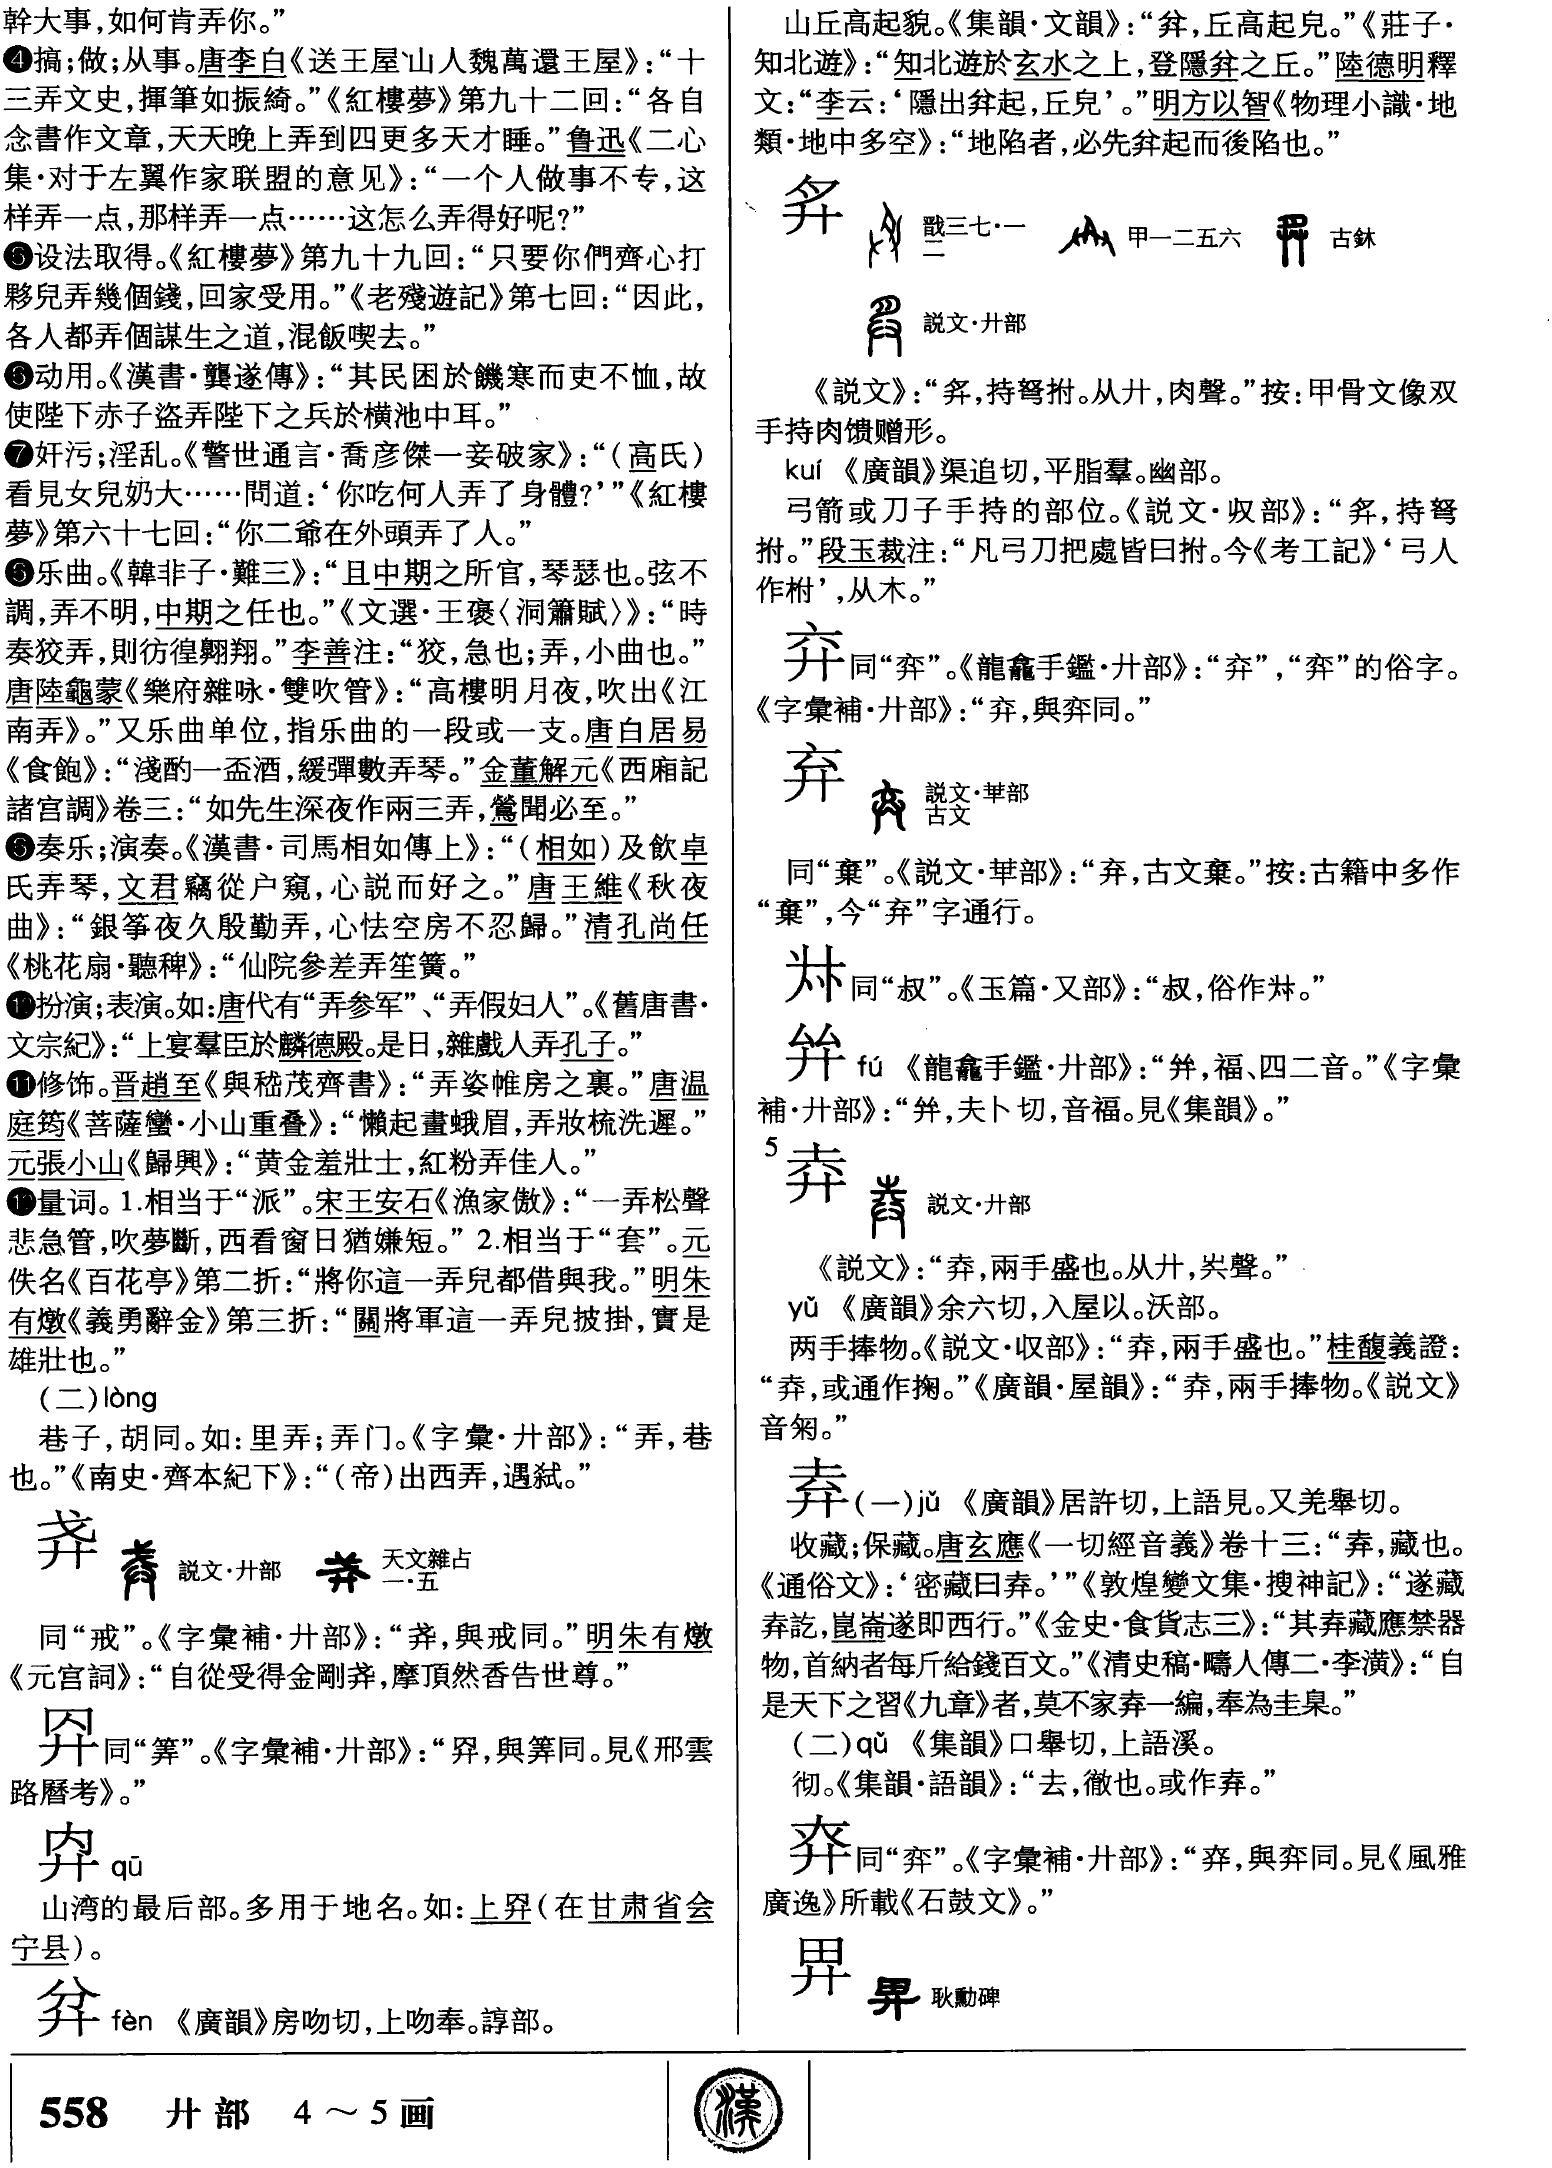 幹大事,如何肯弄你。”
❹搞;做;从事。唐李白《送王屋山人魏萬還王屋》:“十
三弄文史,揮筆如振綺。”《紅樓夢》第九十二回:“各自
念書作文章,天天晚上弄到四更多天才睡。”鲁迅《二心
集·对于左翼作家联盟的意见》:“一个人做事不专,这
样弄一点,那样弄一点……这怎么弄得好呢?”
❺设法取得。《紅樓夢》第九十九回:“只要你們齊心打
夥兒弄幾個錢,回家受用。”《老殘遊記》第七回:“因此,
各人都弄個謀生之道,混飯喫去。”
❻动用。《漢書·龔遂傳》:“其民困於饑寒而吏不恤,故
使陛下赤子盜弄陛下之兵於橫池中耳。”
❼奸污;淫乱。《警世通言·喬彦傑一妾破家》:“(高氏)
看見女兒奶大……問道:‘你吃何人弄了身體?’”《紅樓
夢》第六十七回:“你二爺在外頭弄了人。”
乐曲。《韓非子·難三》:“且中期之所官,琴瑟也。弦不
調,弄不明,中期之任也。”《文選·王褒〈洞簫賦〉》:“時
奏狡弄,則彷徨翱翔。”李善注:“狡,急也;弄,小曲也。”
唐陸龜蒙《樂府雜咏·雙吹管》:“高樓明月夜,吹出《江
南弄》。”又乐曲单位,指乐曲的一段或一支。唐白居易
《食飽》:“淺酌一盃酒,緩彈數弄琴。”金董解元《西廂記
諸宫調》卷三:“如先生深夜作兩三弄,鶯聞必至。”
奏乐;演奏。《漢書·司馬相如傳上》:“(相如)及飲卓
氏弄琴,文君竊從户窺,心説而好之。”唐王維《秋夜
曲》:“銀筝夜久殷勤弄,心怯空房不忍歸。”清孔尚任
《桃花扇·聽稗》:“仙院參差弄笙簧。”
扮演;表演。如:唐代有“弄参军”、“弄假妇人”。《舊唐書·
文宗紀》:“上宴羣臣於麟德殿。是日,雜戲人弄孔子。”
⓫修饰。晋趙至《與嵇茂齊書》:“弄姿帷房之裏。”唐温
庭筠《菩薩蠻·小山重叠》:“懶起畫蛾眉,弄妝梳洗遲。”
元張小山《歸興》:“黄金羞壯士,紅粉弄佳人。”
量词。1.相当于“派”。宋王安石《漁家傲》:“一弄松聲
悲急管,吹夢斷,西看窗日猶嫌短。”2.相当于“套”。元
佚名《百花亭》第二折:“將你這一弄兒都借與我。”明朱
有燉《義勇辭金》第三折:“關將軍這一弄兒披掛,實是
雄壯也。”
(二)lòng
巷子,胡同。如:里弄;弄门。《字彙·廾部》:“弄,巷
也。”《南史·齊本紀下》:“(帝)出西弄,遇弑。”
説文·廾部 天文雜占
一·五
同“戒”。《字彙補·廾部》:“,與戒同。”明朱有燉
《元宫詞》:“自從受得金剛,摩頂然香告世尊。”
同“算”。《字彙補·廾部》:“,與算同。見《邢雲
路曆考》。”
qū
山湾的最后部。多用于地名。如:上(在甘肃省会
宁县)。
弅 fèn 《廣韻》房吻切,上吻奉。諄部。
山丘高起貌。《集韻·文韻》:“弅,丘高起皃。”《莊子·
知北遊》:“知北遊於玄水之上,登隱弅之丘。”陸德明釋
文:“李云:‘隱出弅起,丘皃’。”明方以智《物理小識·地
類·地中多空》:“地陷者,必先弅起而後陷也。”
戩三七·一
二 甲一二五六 古鉢
説文·廾部
《説文》:“,持弩拊。从廾,肉聲。”按:甲骨文像双
手持肉馈赠形。
kuí 《廣韻》渠追切,平脂羣。幽部。
弓箭或刀子手持的部位。《説文·収部》:“,持弩
拊。”段玉裁注:“凡弓刀把處皆曰拊。今《考工記》‘弓人
作柎’,从木。”
同“弈”。《龍龕手鑑·廾部》:“”,“弈”的俗字。
《字彙補·廾部》:“,與弈同。”
弃 説文·𠦒部
古文
同“棄”。《説文·𠦒部》:“弃,古文棄。”按:古籍中多作
“棄”,今“弃”字通行。
同“叔”。《玉篇·又部》:“叔,俗作。”
fú 《龍龕手鑑·廾部》:“,福、四二音。”《字彙
補·廾部》:“,夫卜切,音福。見《集韻》。”
5
説文·廾部
《説文》:“,兩手盛也。从廾,圥聲。”
yǔ 《廣韻》余六切,入屋以。沃部。
两手捧物。《説文·収部》:“,兩手盛也。”桂馥義證:
“,或通作掬。”《廣韻·屋韻》:“,兩手捧物。《説文》
音匊。”
弆(一)jǔ 《廣韻》居許切,上語見。又羌舉切。
收藏;保藏。唐玄應《一切經音義》卷十三:“弆,藏也。
《通俗文》:‘密藏曰弆。’”《敦煌變文集·搜神記》:“遂藏
弆訖,崑崙遂即西行。”《金史·食貨志三》:“其弆藏應禁器
物,首納者每斤給錢百文。”《清史稿·疇人傳二·李潢》:“自
是天下之習《九章》者,莫不家弆一編,奉為圭臬。”
(二)qǔ 《集韻》口舉切,上語溪。
彻。《集韻·語韻》:“去,徹也。或作弆。”
同“弈”。《字彙補·廾部》:“,與弈同。見《風雅
廣逸》所載《石鼓文》。”
畀 耿勳碑
558 廾部 4～5画
漢